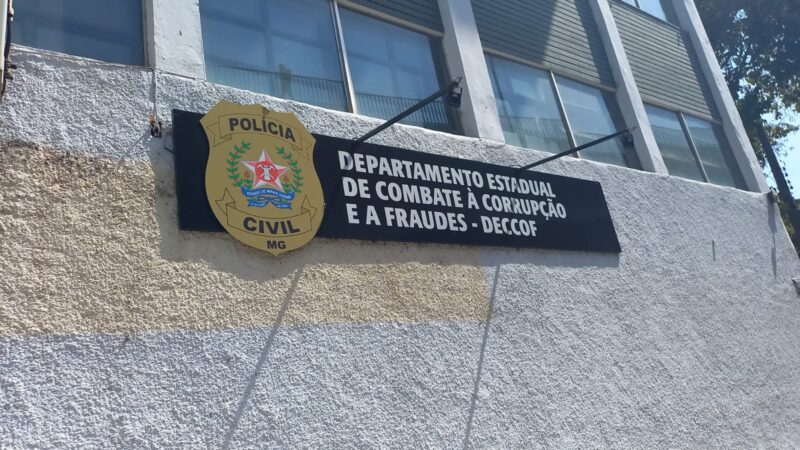 POLÍCIA
CIVIL
MG
DEPARTAMENTO ESTADUAL
DE COMBATE À CORRUPÇÃO
E A FRAUDES - DECCOF